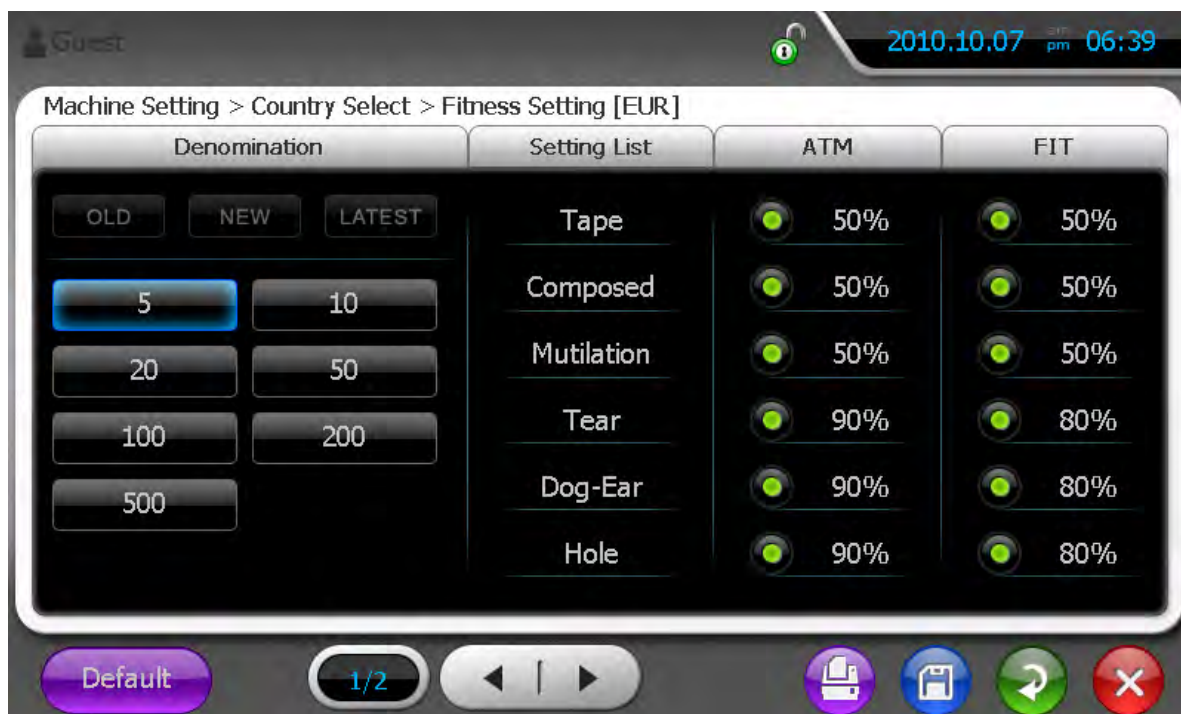 Guest
2010.10.07 am pm 06:39
Machine Setting > Country Select > Fitness Setting [EUR]
Denomination Setting List ATM FIT
OLD NEW LATEST Tape 50% 50%
5 10 Composed 50% 50%
20 50 Mutilation 50% 50%
100 200 Tear 90% 80%
500 Dog-Ear 90% 80%
Hole 90% 80%
Default 1/2